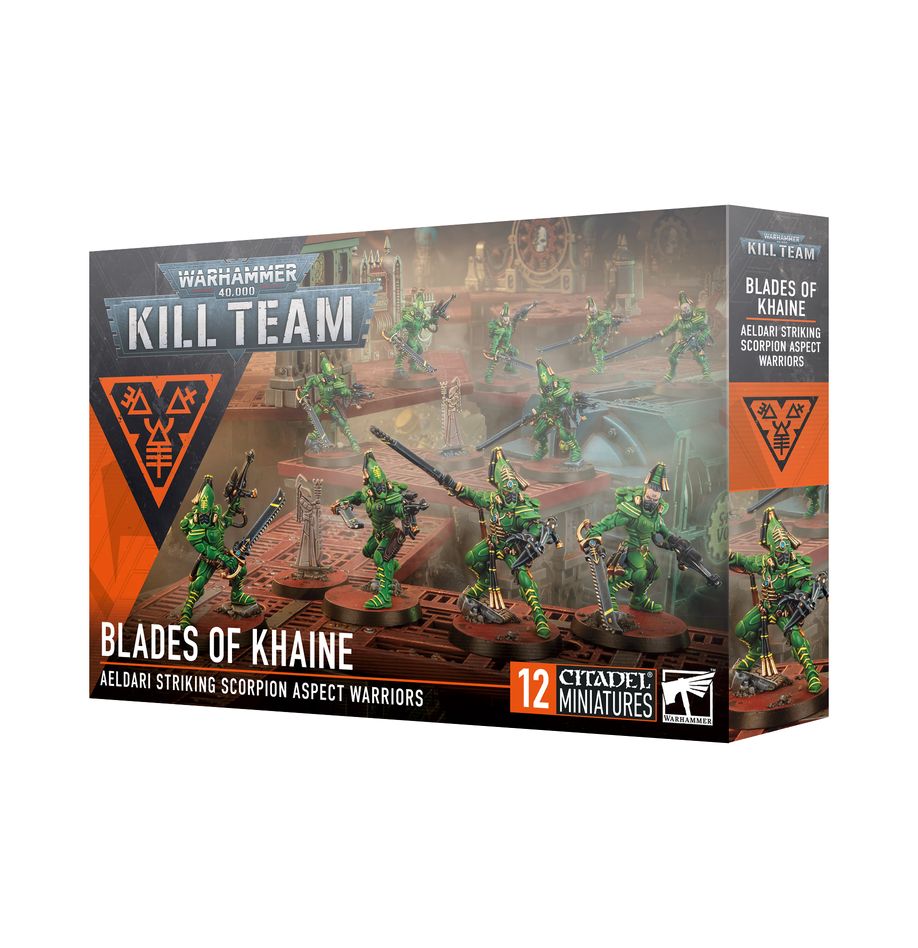 WARHAMMER
40,000
KILL TEAM
BLADES OF KHAINE
AELDARI STRIKING SCORPION ASPECT WARRIORS
12 CITADEL®
MINIATURES
WARHAMMER
WARHAMMER
KILL TEAM
BLADES OF
KHAINE
AELDARI STRIKING
SCORPION ASPECT
WARRIORS